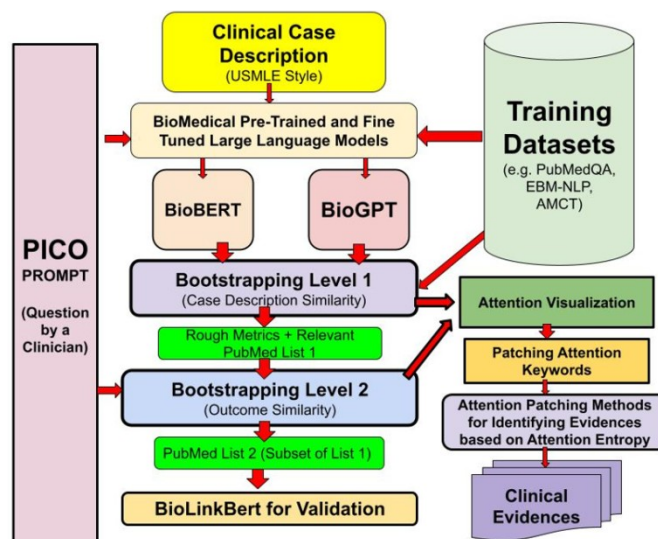 Clinical Case
Description
(USMLE Style)
BioMedical Pre-Trained and Fine
Tuned Large Language Models
Training
Datasets
(e.g. PubMedQA,
EBM-NLP,
AMCT)
BioBERT
BioGPT
PICO
PROMPT
(Question
by a
Clinician)
Bootstrapping Level 1
(Case Description Similarity)
Rough Metrics + Relevant
PubMed List 1
Bootstrapping Level 2
(Outcome Similarity)
PubMed List 2 (Subset of List 1)
BioLinkBert for Validation
Attention Visualization
Patching Attention
Keywords
Attention Patching Methods
for Identifying Evidences
based on Attention Entropy
Clinical
Evidences